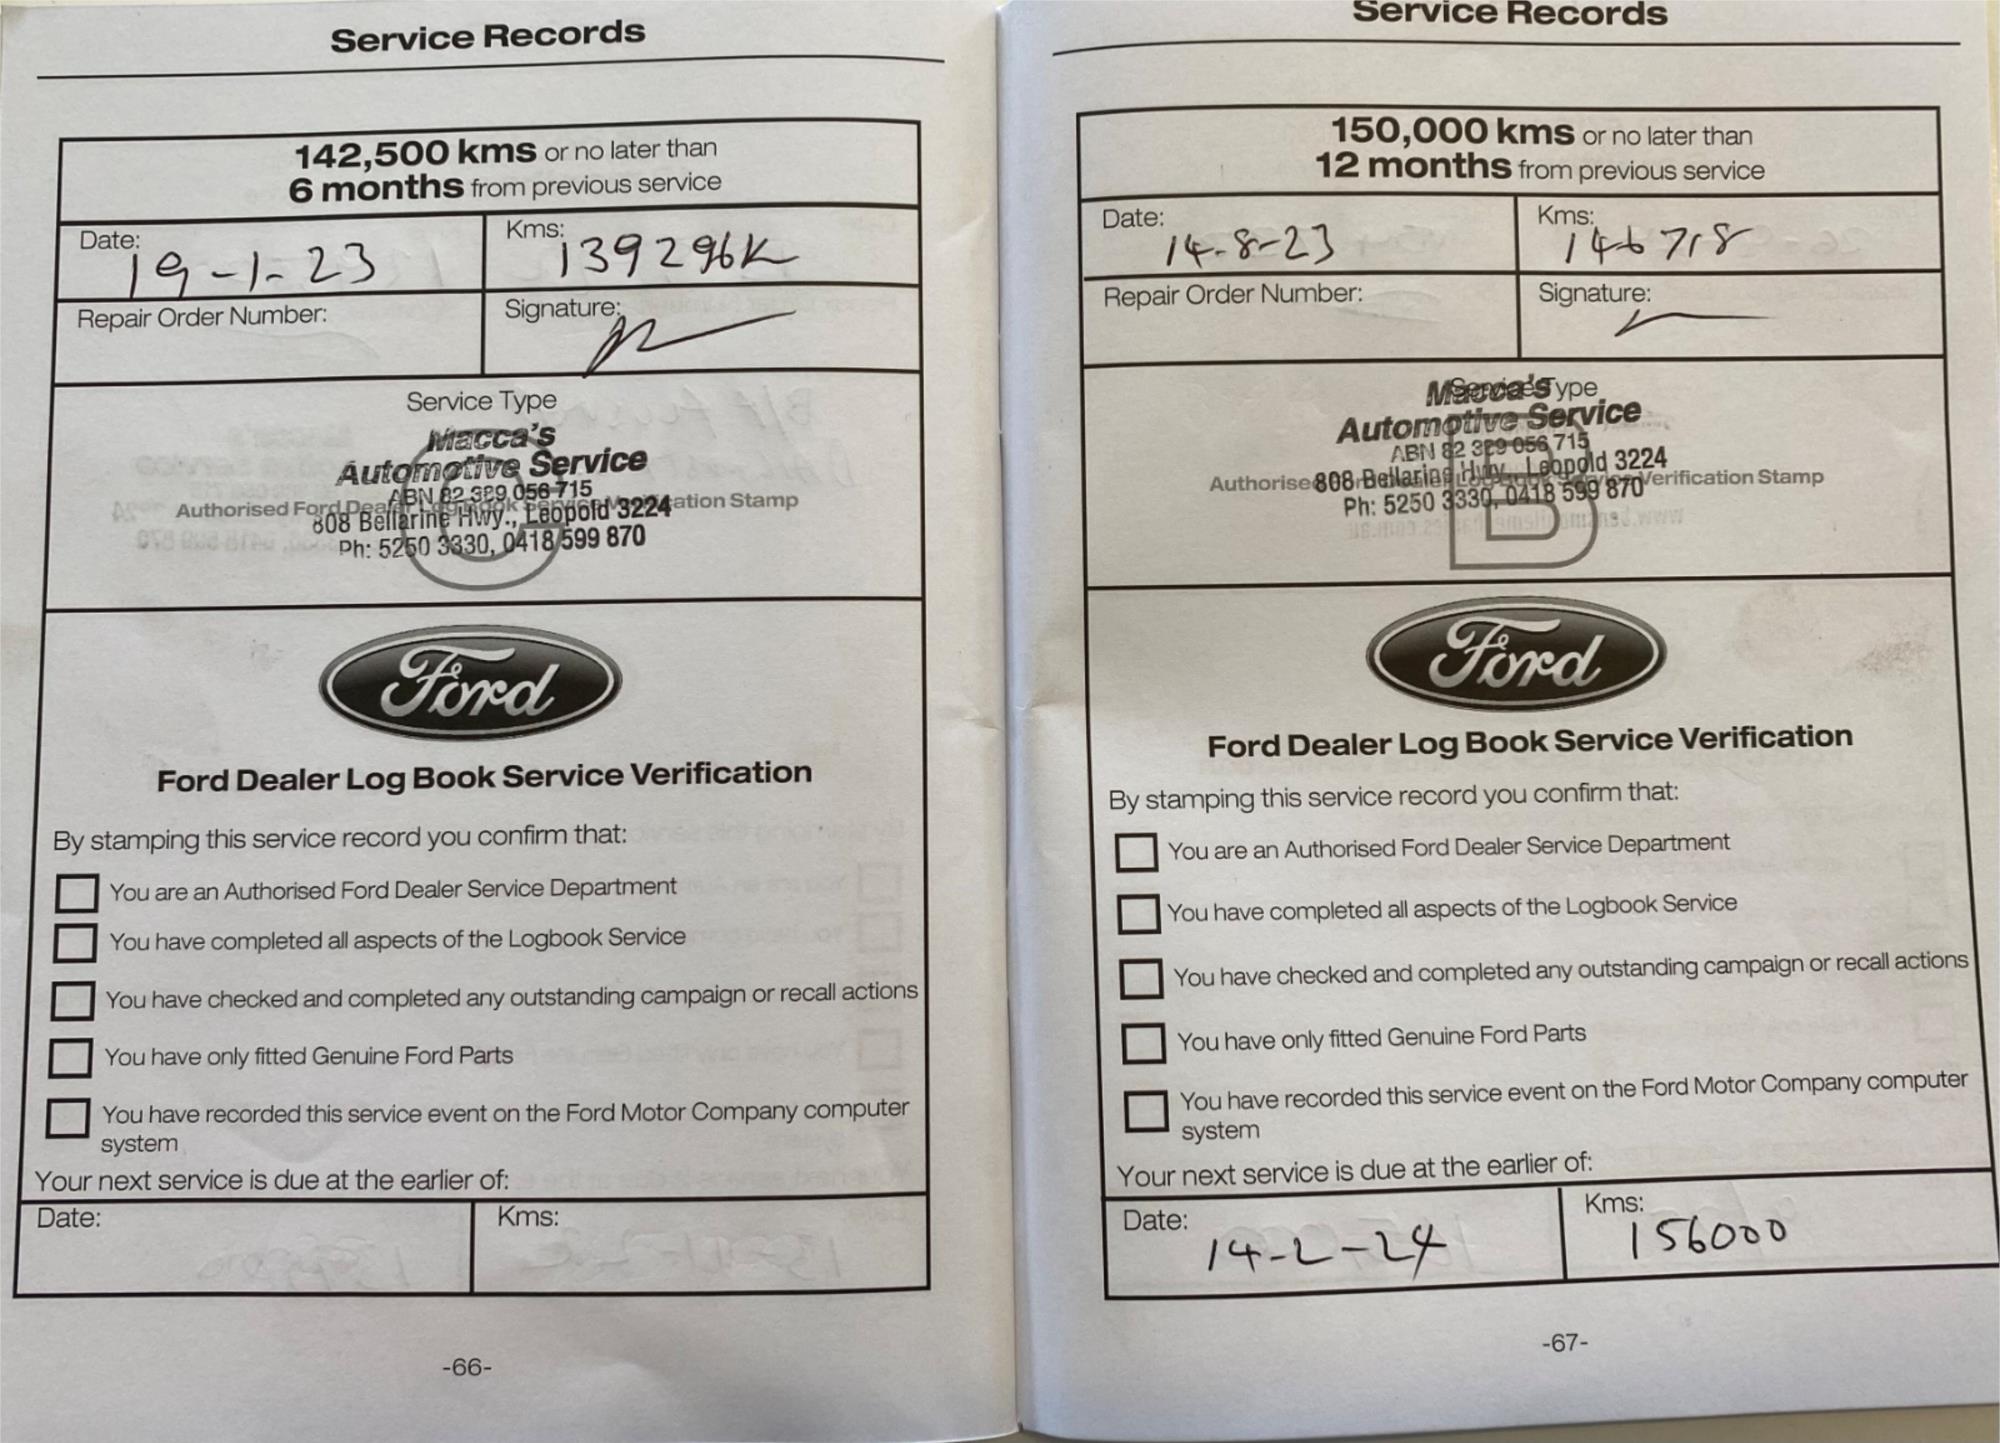 Service Records
142,500 kms or no later than
6 months from previous service
Date:
19-1-23
Kms:
139296K
Repair Order Number:
Signature:
Service Type
Macca's
Automotive Service
ABN 82 329 056 715
Authorised Ford Dealer Log Book Service Verification Stamp
808 Bellarine Hwy., Leopold 3224
Ph: 5250 3330, 0418 599 870
C
Ford
Ford Dealer Log Book Service Verification
By stamping this service record you confirm that:
You are an Authorised Ford Dealer Service Department
You have completed all aspects of the Logbook Service
You have checked and completed any outstanding campaign or recall actions
You have only fitted Genuine Ford Parts
You have recorded this service event on the Ford Motor Company computer
system
Your next service is due at the earlier of:
Date:
Kms:
-66-
Service Records
150,000 kms or no later than
12 months from previous service
Date:
14-8-23
Kms:
146718
Repair Order Number:
Signature:
Service Type
Macca's
Automotive Service
ABN 82 329 056 715
808 Bellarine Hwy., Leopold 3224
Authorised Verification Stamp
Ph: 5250 3330, 0418 599 870
B
Ford
Ford Dealer Log Book Service Verification
By stamping this service record you confirm that:
You are an Authorised Ford Dealer Service Department
You have completed all aspects of the Logbook Service
You have checked and completed any outstanding campaign or recall actions
You have only fitted Genuine Ford Parts
You have recorded this service event on the Ford Motor Company computer
system
Your next service is due at the earlier of:
Date:
14-2-24
Kms:
156000
-67-